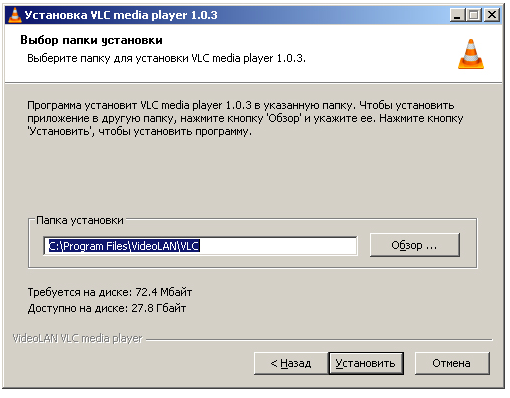 Установка VLC media player 1.0.3
Выбор папки установки
Выберите папку для установки VLC media player 1.0.3.
Программа установит VLC media player 1.0.3 в указанную папку. Чтобы установить
приложение в другую папку, нажмите кнопку 'Обзор' и укажите ее. Нажмите кнопку
'Установить', чтобы установить программу.
Папка установки
C:\Program Files\VideoLAN\VLC
Обзор ...
Требуется на диске: 72.4 Мбайт
Доступно на диске: 27.8 Гбайт
VideoLAN VLC media player
< Назад
Установить
Отмена